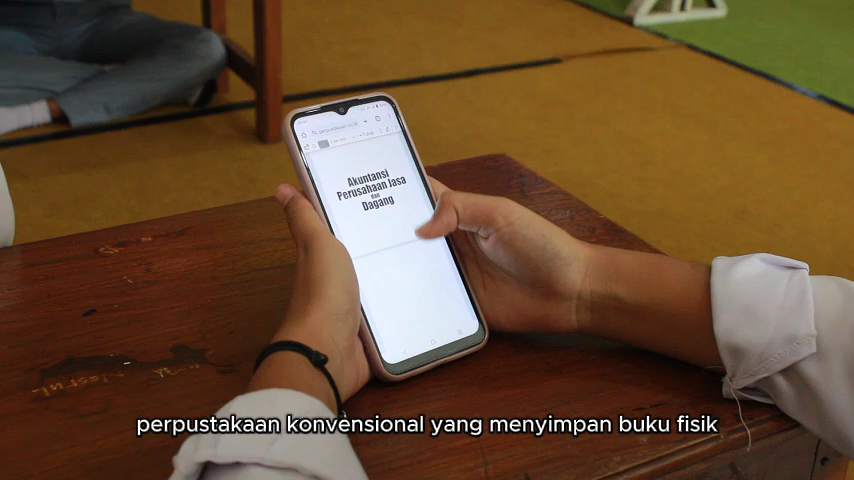 Akuntansi
Perusahaan Jasa
dan
Dagang
perpustakaan konvensional yang menyimpan buku fisik